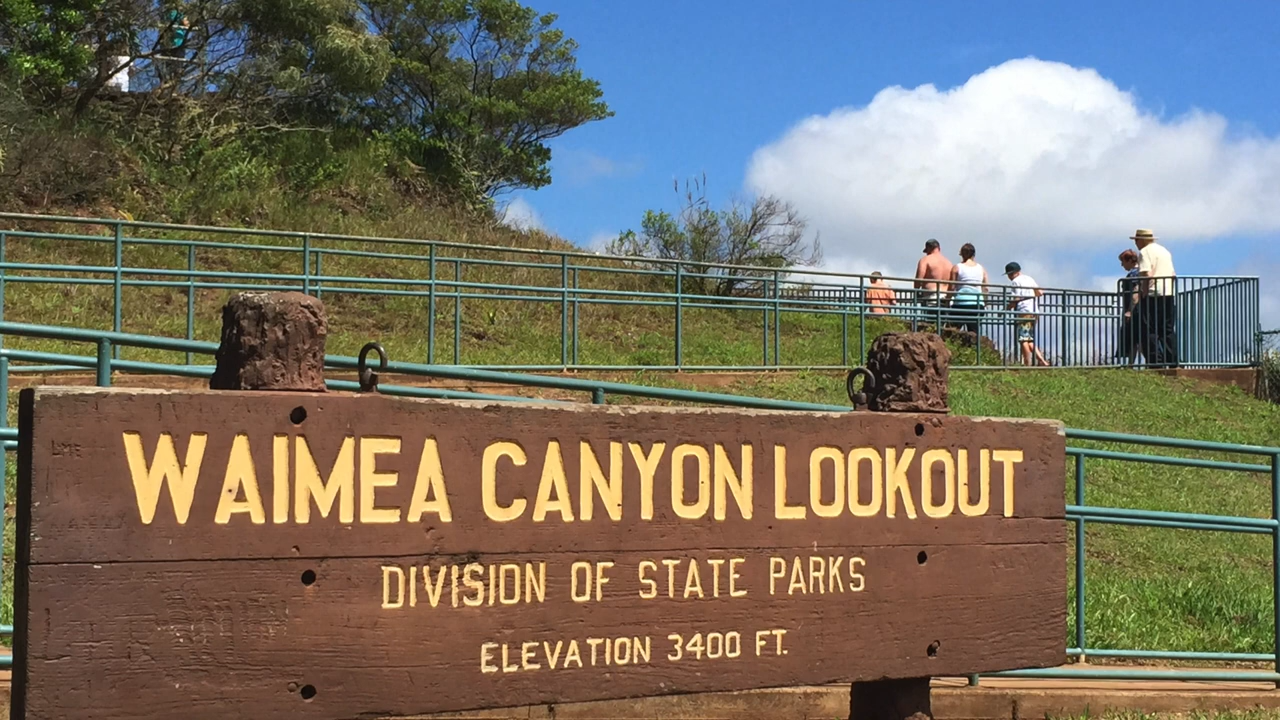 WAIMEA CANYON LOOKOUT
DIVISION OF STATE PARKS
ELEVATION 3400 FT.